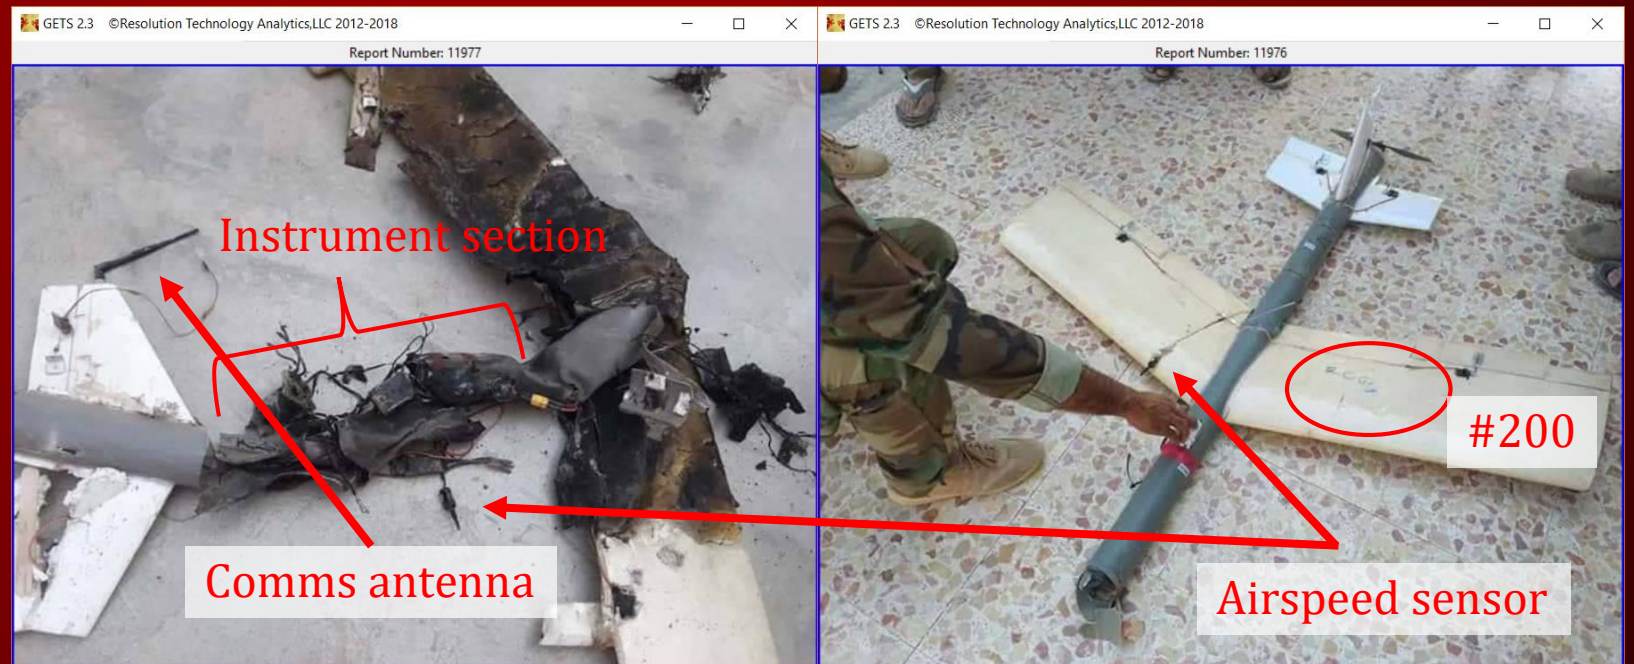 GETS 2.3 ©Resolution Technology Analytics,LLC 2012-2018
Report Number: 11977
Instrument section
Comms antenna
GETS 2.3 ©Resolution Technology Analytics,LLC 2012-2018
Report Number: 11976
#200
Airspeed sensor